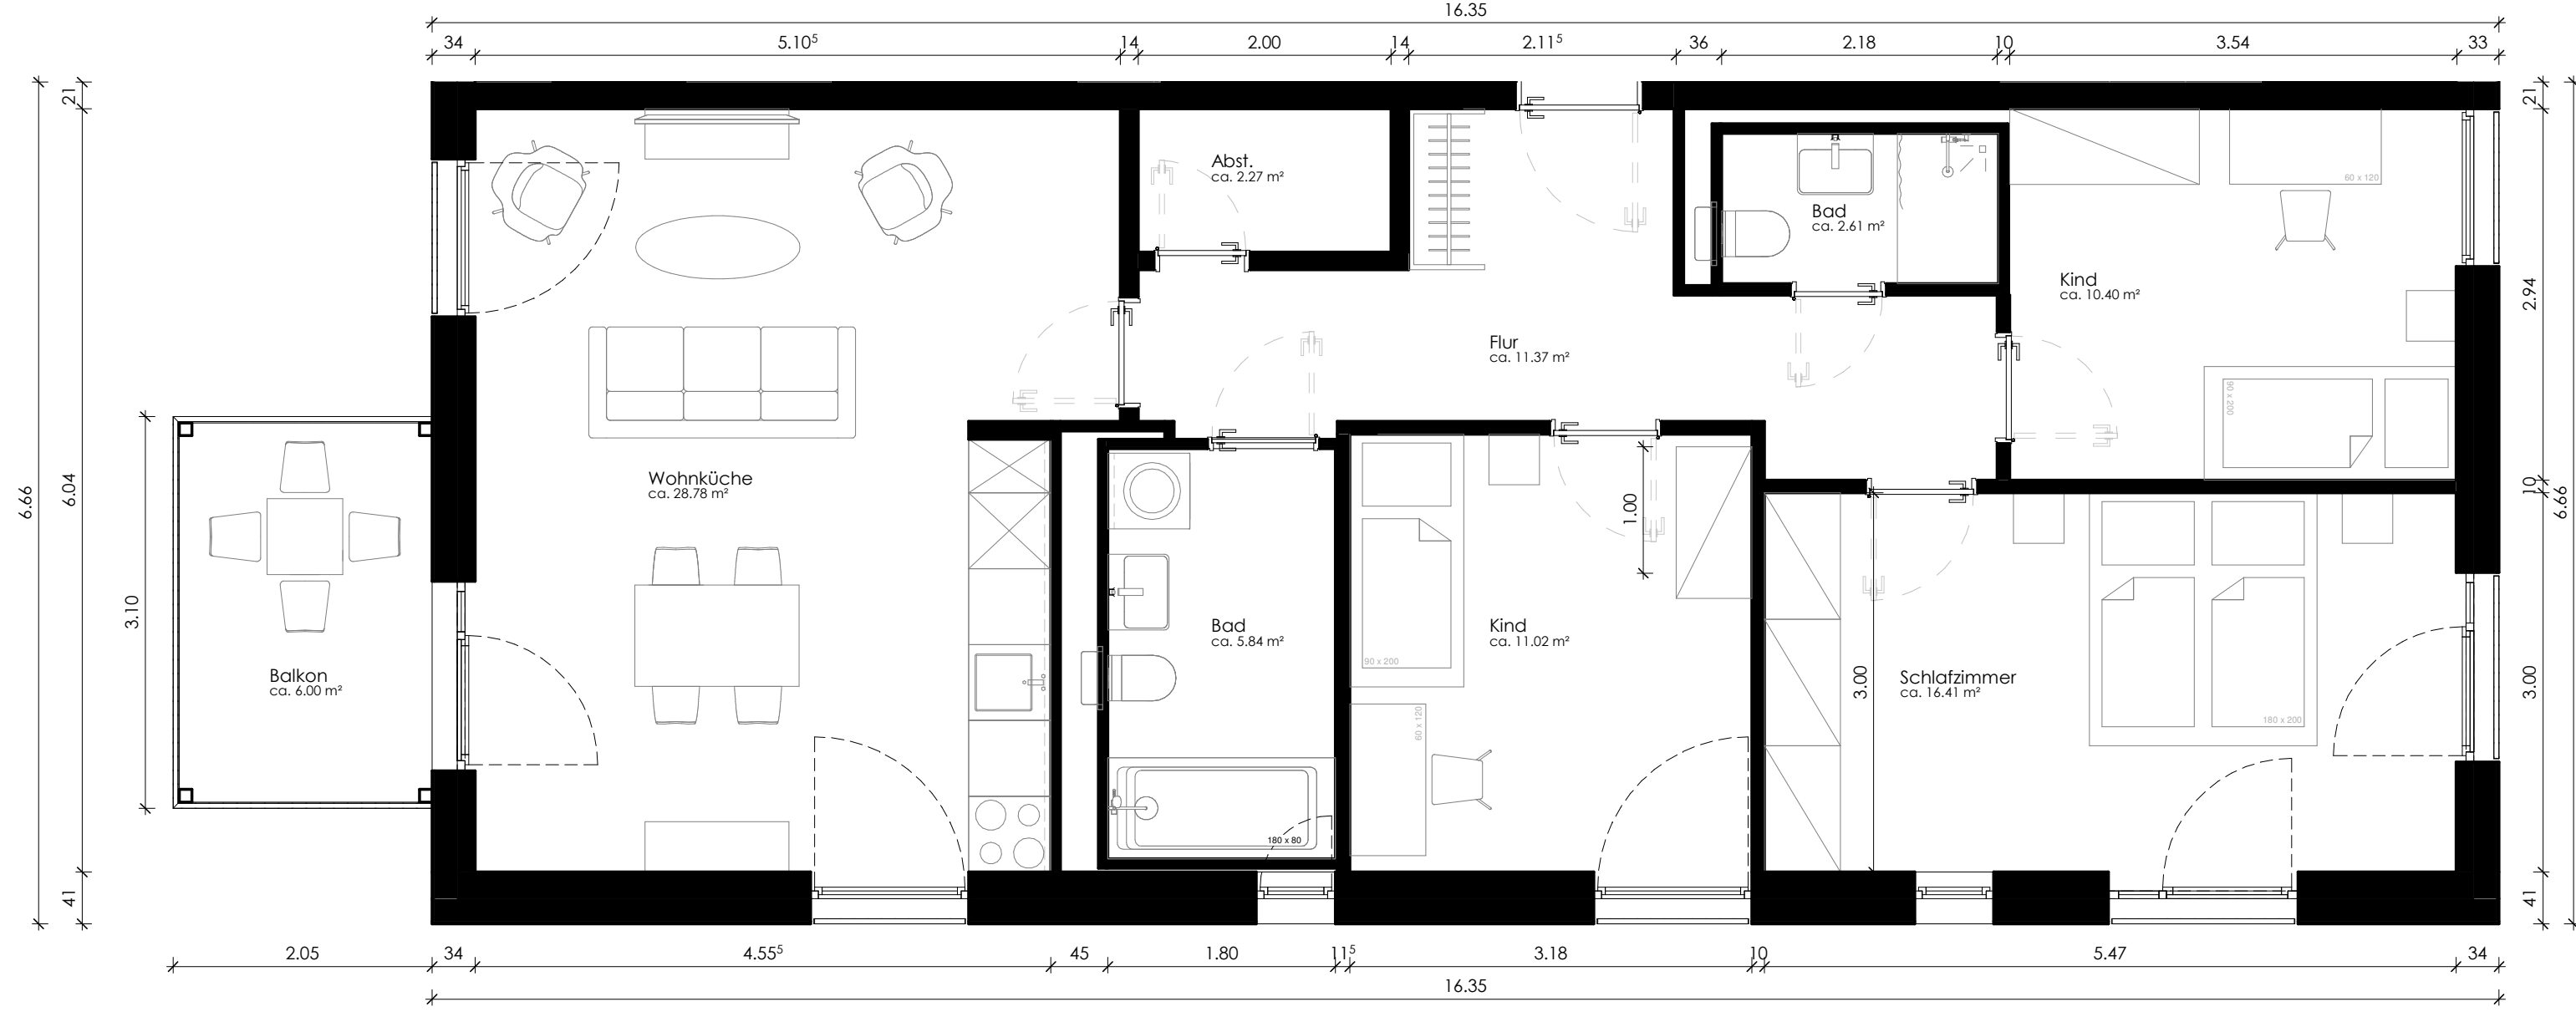 16.35
34 5.10⁵ 14 2.00 14 2.11⁵ 36 2.18 10 3.54 33
21
21
Abst.
ca. 2.27 m²
60 x 120
Bad
ca. 2.61 m²
Kind
ca. 10.40 m²
2.94
Flur
ca. 11.37 m²
90 x 200
Wohnküche
ca. 28.78 m²
6.66
6.04
1.00
10
6.66
3.10
Bad
ca. 5.84 m²
Kind
ca. 11.02 m²
90 x 200
Balkon
ca. 6.00 m²
3.00
Schlafzimmer
ca. 16.41 m²
3.00
180 x 200
60 x 120
180 x 80
41
41
2.05 34 4.55⁵ 45 1.80 11⁵ 3.18 10 5.47 34
16.35